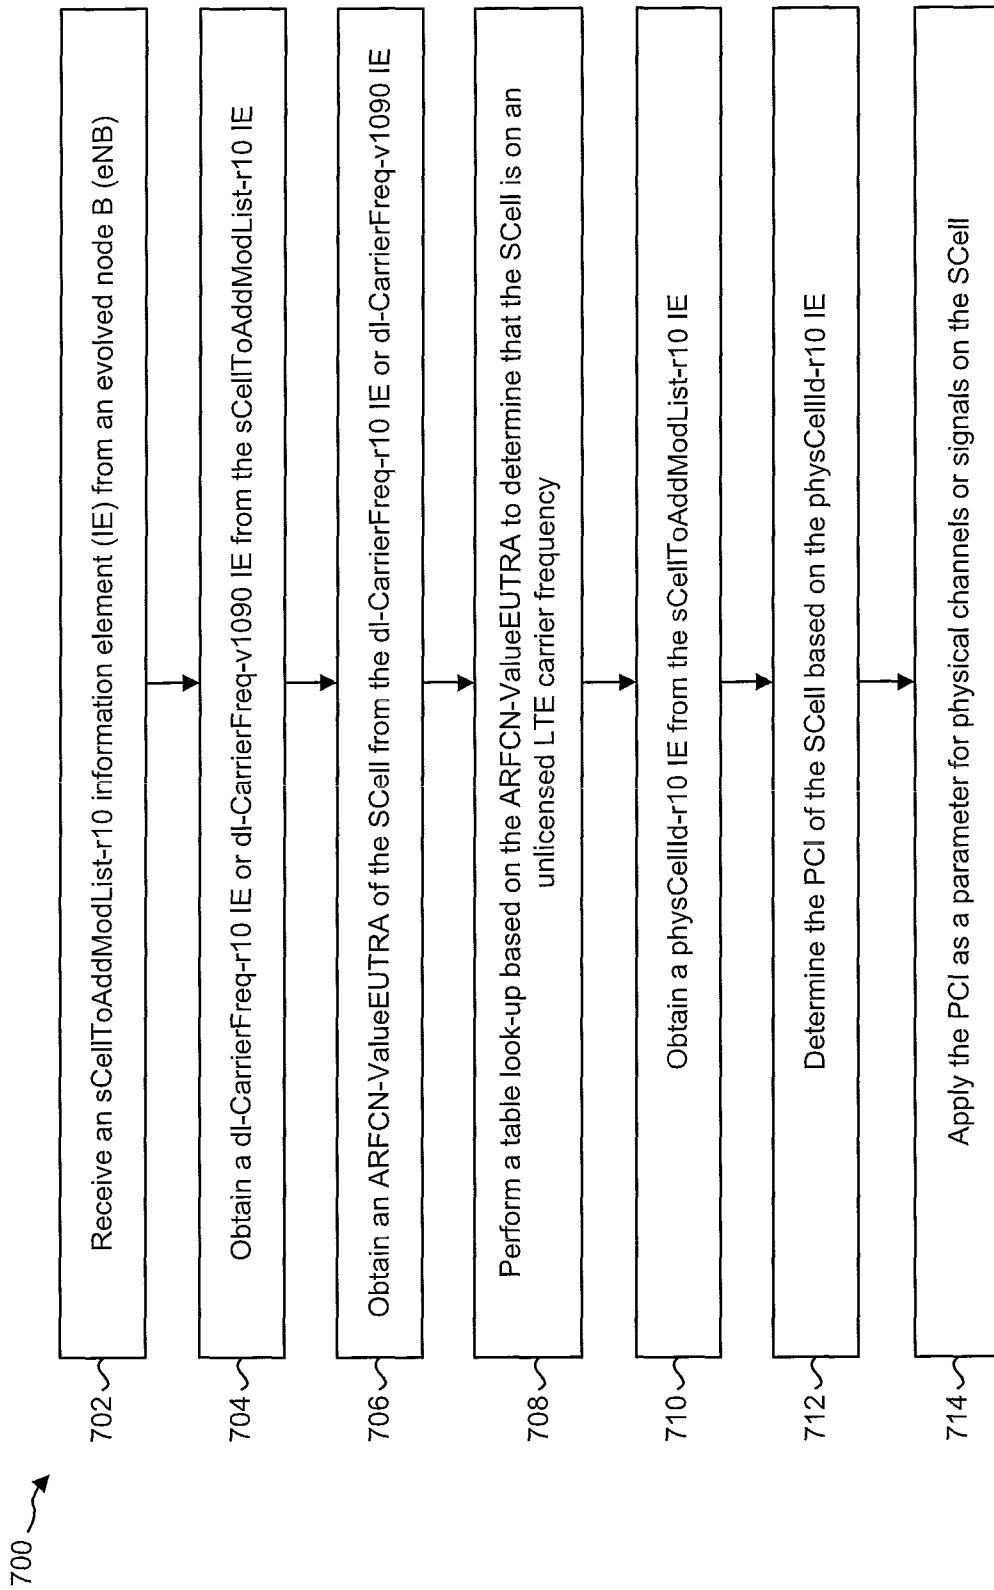 700
702
Receive an sCellToAddModList-r10 information element (IE) from an evolved node B (eNB)
704
Obtain a dl-CarrierFreq-r10 IE or dl-CarrierFreq-v1090 IE from the sCellToAddModList-r10 IE
706
Obtain an ARFCN-ValueEUTRA of the SCell from the dl-CarrierFreq-r10 IE or dl-CarrierFreq-v1090 IE
708
Perform a table look-up based on the ARFCN-ValueEUTRA to determine that the SCell is on an
unlicensed LTE carrier frequency
710
Obtain a physCellId-r10 IE from the sCellToAddModList-r10 IE
712
Determine the PCI of the SCell based on the physCellId-r10 IE
714
Apply the PCI as a parameter for physical channels or signals on the SCell